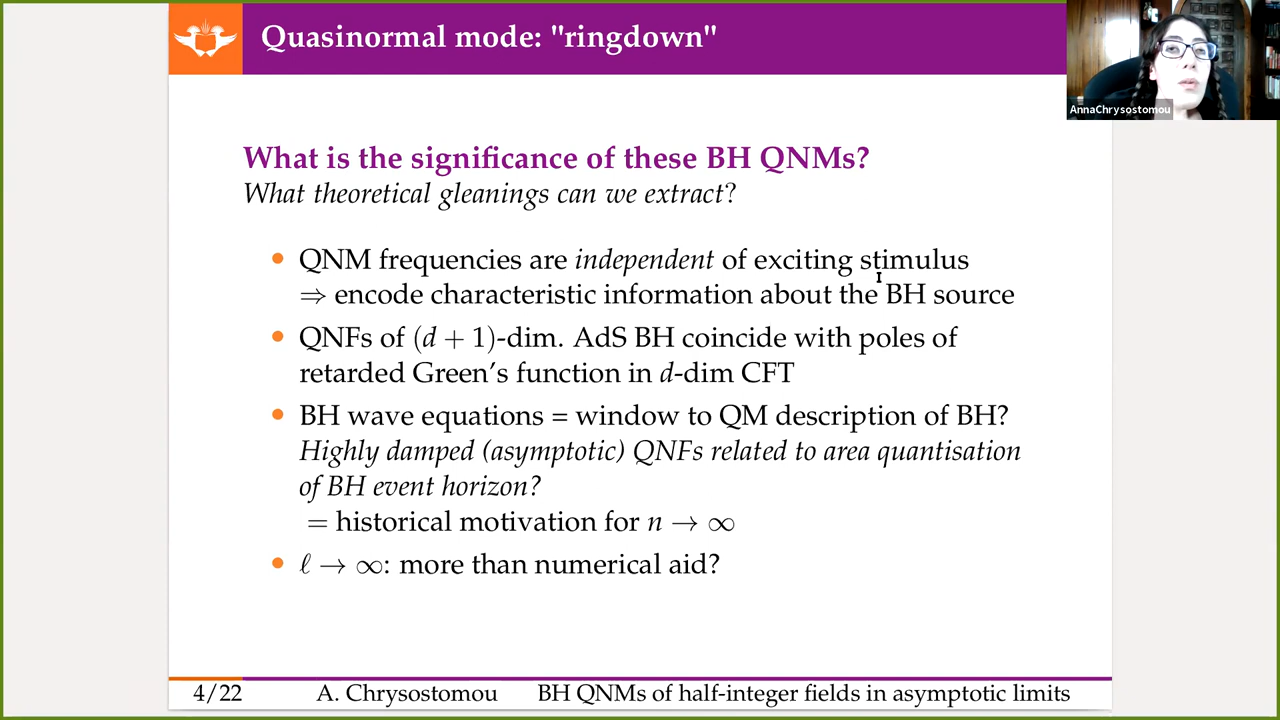 Quasinormal mode: "ringdown"
AnnaChrysostomou
What is the significance of these BH QNMs?
What theoretical gleanings can we extract?
• QNM frequencies are independent of exciting stimulus
⇒ encode characteristic information about the BH source
• QNFs of (d + 1)-dim. AdS BH coincide with poles of
retarded Green's function in d-dim CFT
• BH wave equations = window to QM description of BH?
Highly damped (asymptotic) QNFs related to area quantisation
of BH event horizon?
= historical motivation for n → ∞
• ℓ → ∞: more than numerical aid?
4/22 A. Chrysostomou BH QNMs of half-integer fields in asymptotic limits